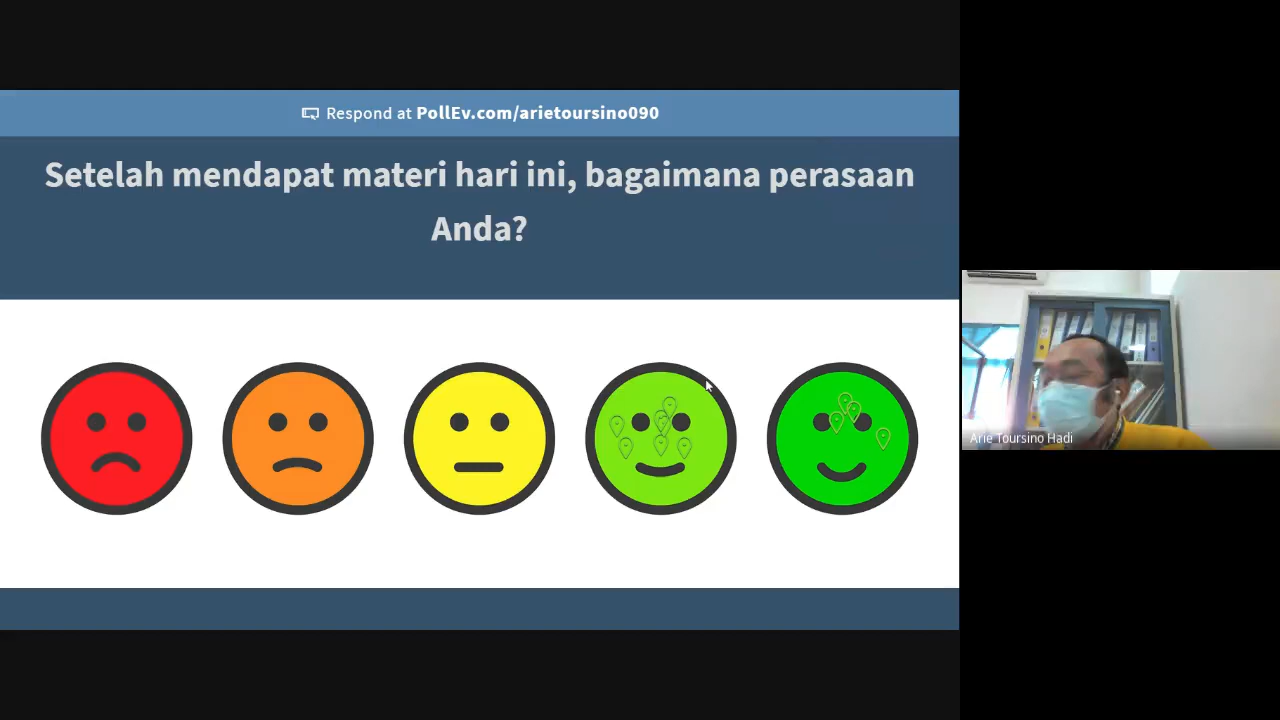 Respond at PollEv.com/arietoursino090
Setelah mendapat materi hari ini, bagaimana perasaan
Anda?
Arie Toursino Hadi